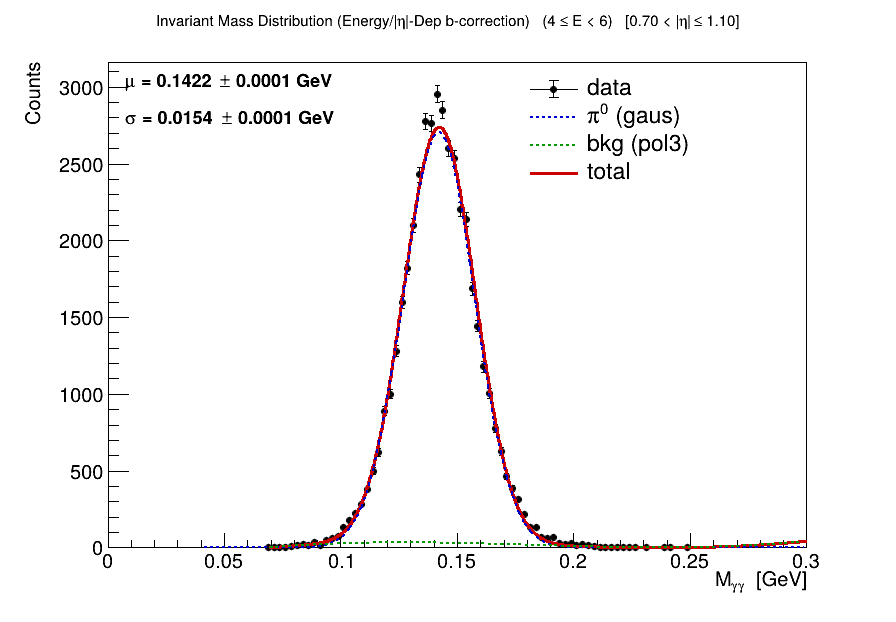 Invariant Mass Distribution (Energy/|η|-Dep b-correction) (4 ≤ E < 6) [0.70 < |η| ≤ 1.10]
μ = 0.1422 ± 0.0001 GeV
σ = 0.0154 ± 0.0001 GeV
data
π⁰ (gaus)
bkg (pol3)
total
Counts
3000
2500
2000
1500
1000
500
0
0 0.05 0.1 0.15 0.2 0.25 0.3
Mγγ [GeV]